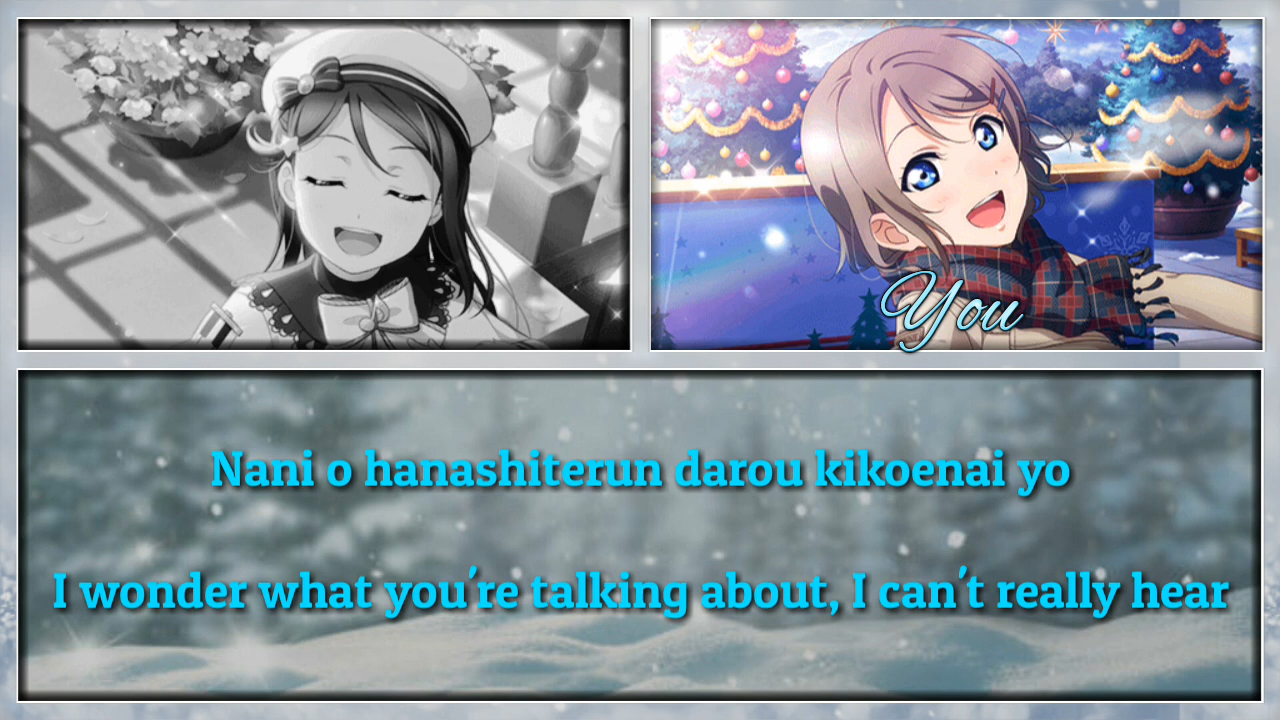 You
Nani o hanashiterun darou kikoenai yo
I wonder what you're talking about, I can't really hear